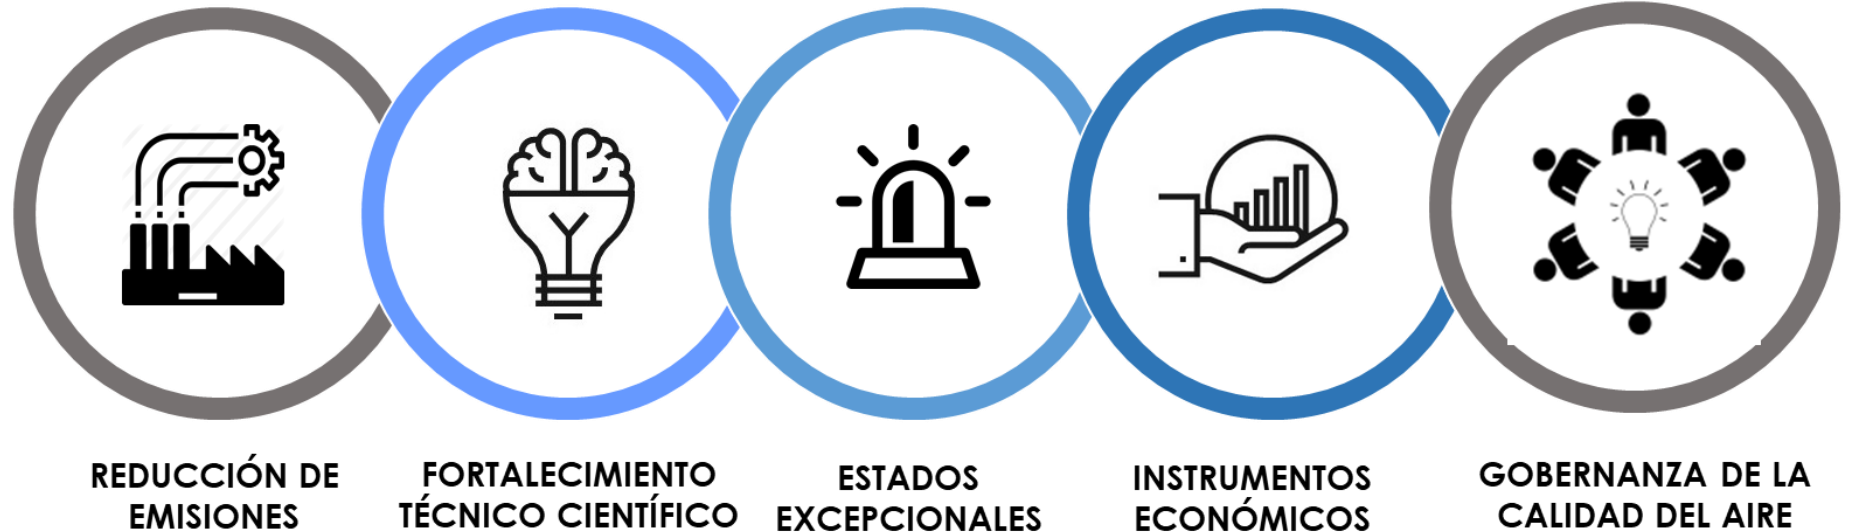 REDUCCIÓN DE
EMISIONES
FORTALECIMIENTO
TÉCNICO CIENTÍFICO
ESTADOS
EXCEPCIONALES
INSTRUMENTOS
ECONÓMICOS
GOBERNANZA DE LA
CALIDAD DEL AIRE